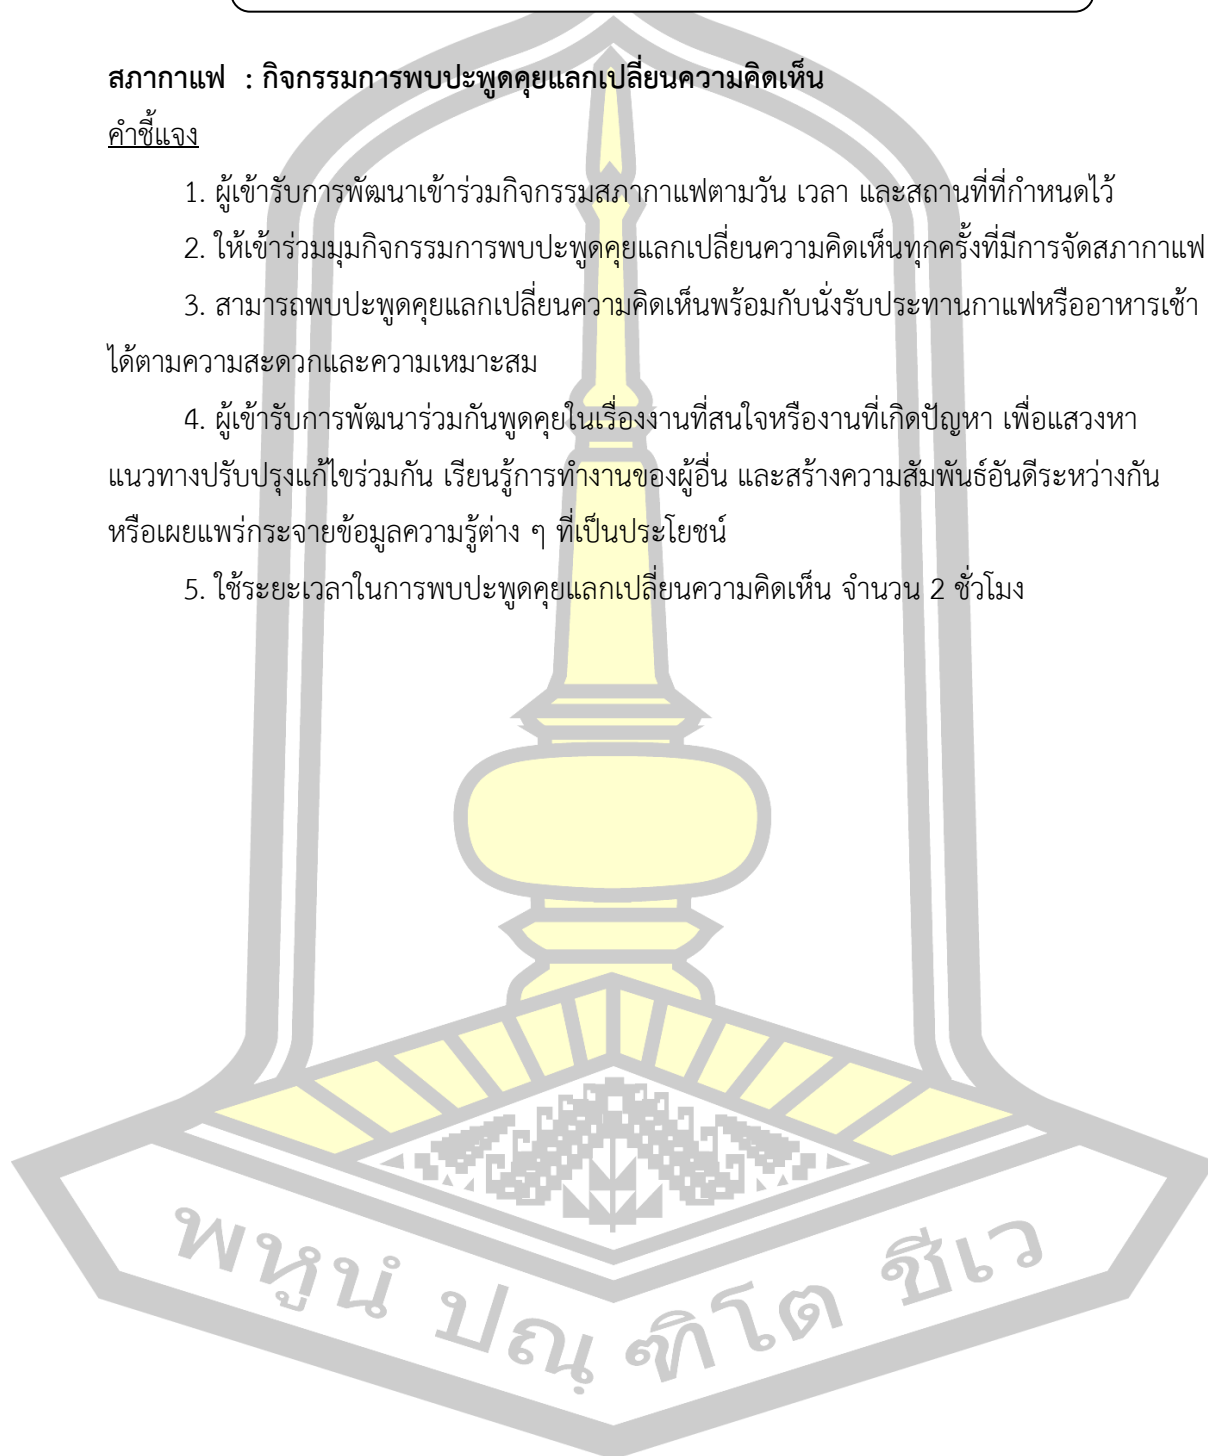 สภากาแฟ : กิจกรรมการพบปะพูดคุยแลกเปลี่ยนความคิดเห็น
คำชี้แจง
1. ผู้เข้ารับการพัฒนาเข้าร่วมกิจกรรมสภากาแฟตามวัน เวลา และสถานที่ที่กำหนดไว้
2. ให้เข้าร่วมมุมกิจกรรมการพบปะพูดคุยแลกเปลี่ยนความคิดเห็นทุกครั้งที่มีการจัดสภากาแฟ
3. สามารถพบปะพูดคุยแลกเปลี่ยนความคิดเห็นพร้อมกับนั่งรับประทานกาแฟหรืออาหารเช้า
ได้ตามความสะดวกและความเหมาะสม
4. ผู้เข้ารับการพัฒนาร่วมกันพูดคุยในเรื่องงานที่สนใจหรืองานที่เกิดปัญหา เพื่อแสวงหา
แนวทางปรับปรุงแก้ไขร่วมกัน เรียนรู้การทำงานของผู้อื่น และสร้างความสัมพันธ์อันดีระหว่างกัน
หรือเผยแพร่กระจายข้อมูลความรู้ต่าง ๆ ที่เป็นประโยชน์
5. ใช้ระยะเวลาในการพบปะพูดคุยแลกเปลี่ยนความคิดเห็น จำนวน 2 ชั่วโมง
พหูนํ ปณฺ ฑิโต ชีเว